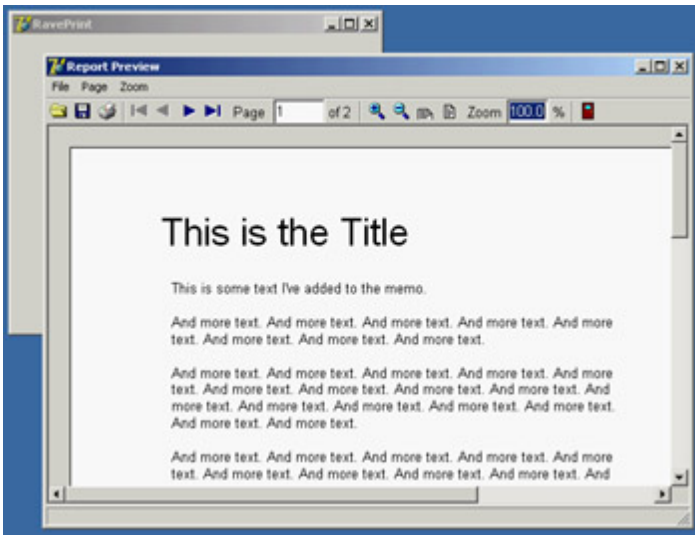 RavePrint
Report Preview
File Page Zoom
Page 1 of 2 Zoom 100.0 %
This is the Title
This is some text I've added to the memo.
And more text. And more text. And more text. And more text. And more
text. And more text. And more text. And more text.
And more text. And more text. And more text. And more text. And more
text. And more text. And more text. And more text. And more text. And
more text. And more text. And more text. And more text. And more text.
And more text. And more text.
And more text. And more text. And more text. And more text. And more
text. And more text. And more text. And more text. And more text. And